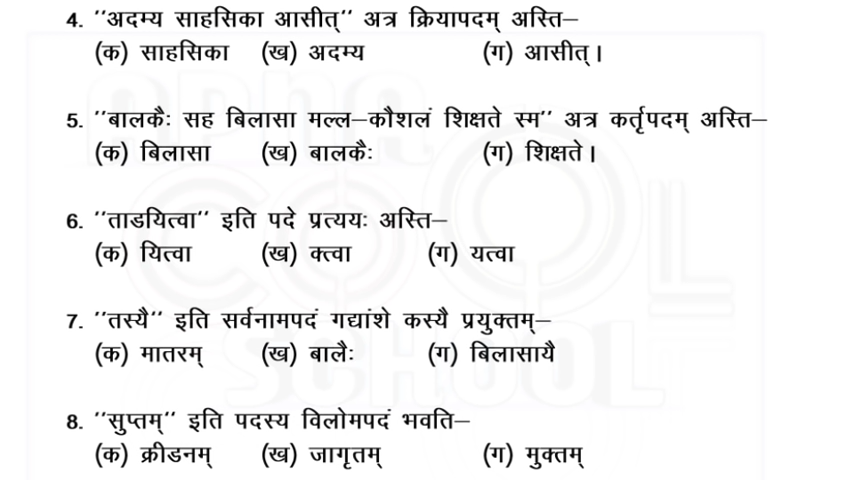 4. ''अदम्य साहसिका आसीत्'' अत्र क्रियापदम् अस्ति–
(क) साहसिका (ख) अदम्य (ग) आसीत्।
5. ''बालकैः सह बिलासा मल्ल–कौशलं शिक्षते स्म'' अत्र कर्तृपदम् अस्ति–
(क) बिलासा (ख) बालकैः (ग) शिक्षते।
6. ''ताडयित्वा'' इति पदे प्रत्ययः अस्ति–
(क) यित्वा (ख) क्त्वा (ग) यत्वा
7. ''तस्यै'' इति सर्वनामपदं गद्यांशे कस्यै प्रयुक्तम्–
(क) मातरम् (ख) बालैः (ग) बिलासायै
8. ''सुप्तम्'' इति पदस्य विलोमपदं भवति–
(क) क्रीडनम् (ख) जागृतम् (ग) मुक्तम्